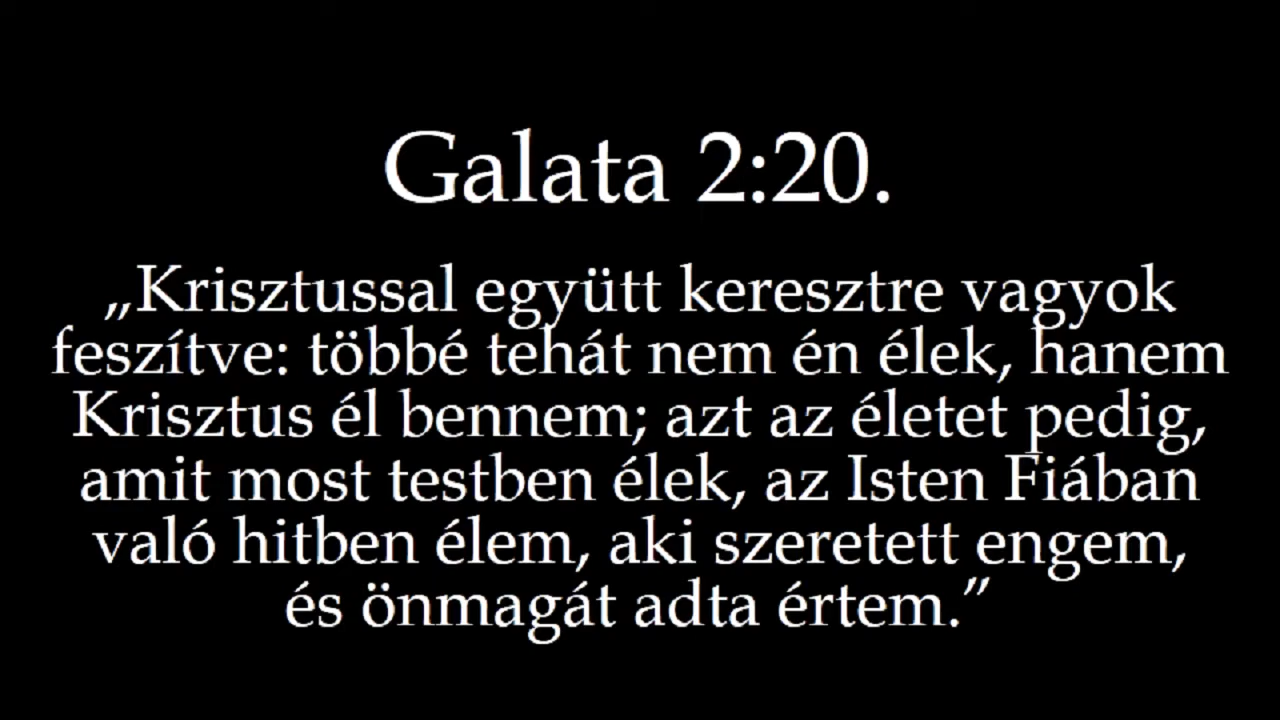 Galata 2:20.
„Krisztussal együtt keresztre vagyok
feszítve: többé tehát nem én élek, hanem
Krisztus él bennem; azt az életet pedig,
amit most testben élek, az Isten Fiában
való hitben élem, aki szeretett engem,
és önmagát adta értem.”